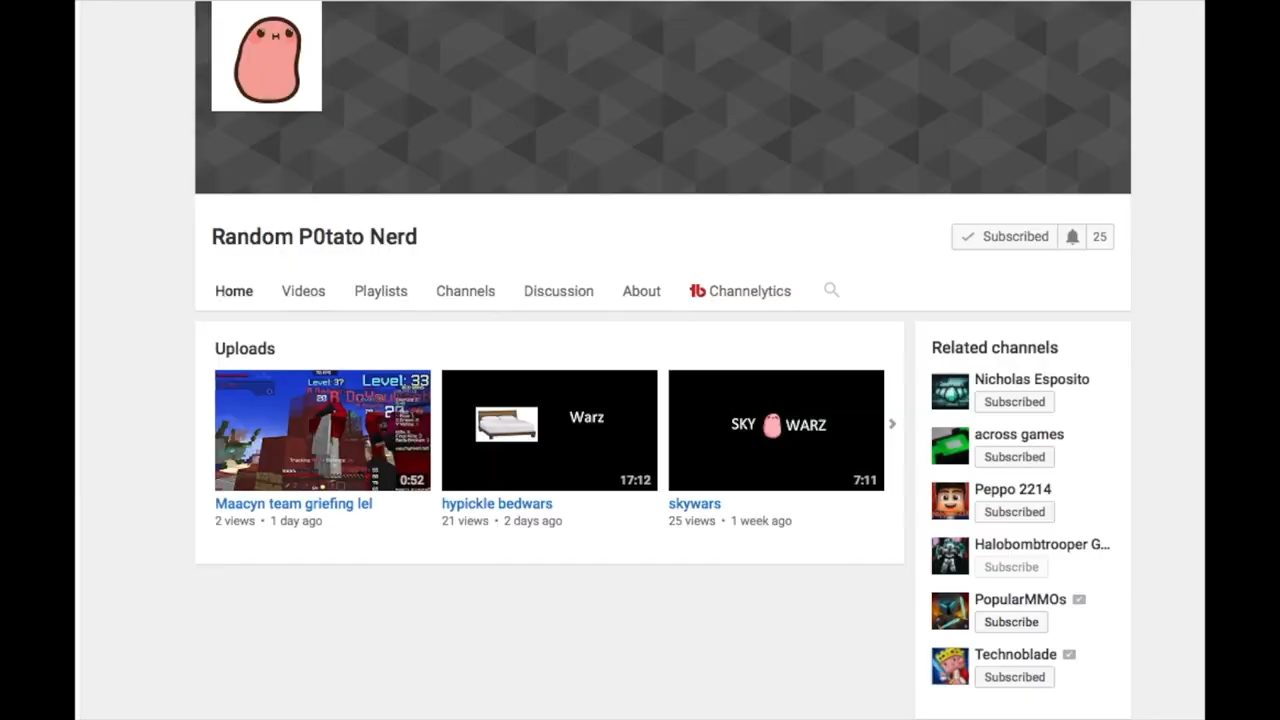 Random P0tato Nerd
Subscribed 25
Home Videos Playlists Channels Discussion About Channelytics
Uploads
Level: 37 Level: 33
0:52
Maacyn team griefing lel
2 views • 1 day ago
Warz
17:12
hypickle bedwars
21 views • 2 days ago
SKY WARZ
7:11
skywars
25 views • 1 week ago
Related channels
Nicholas Esposito
Subscribed
across games
Subscribed
Peppo 2214
Subscribed
Halobombtrooper G...
Subscribe
PopularMMOs
Subscribe
Technoblade
Subscribed